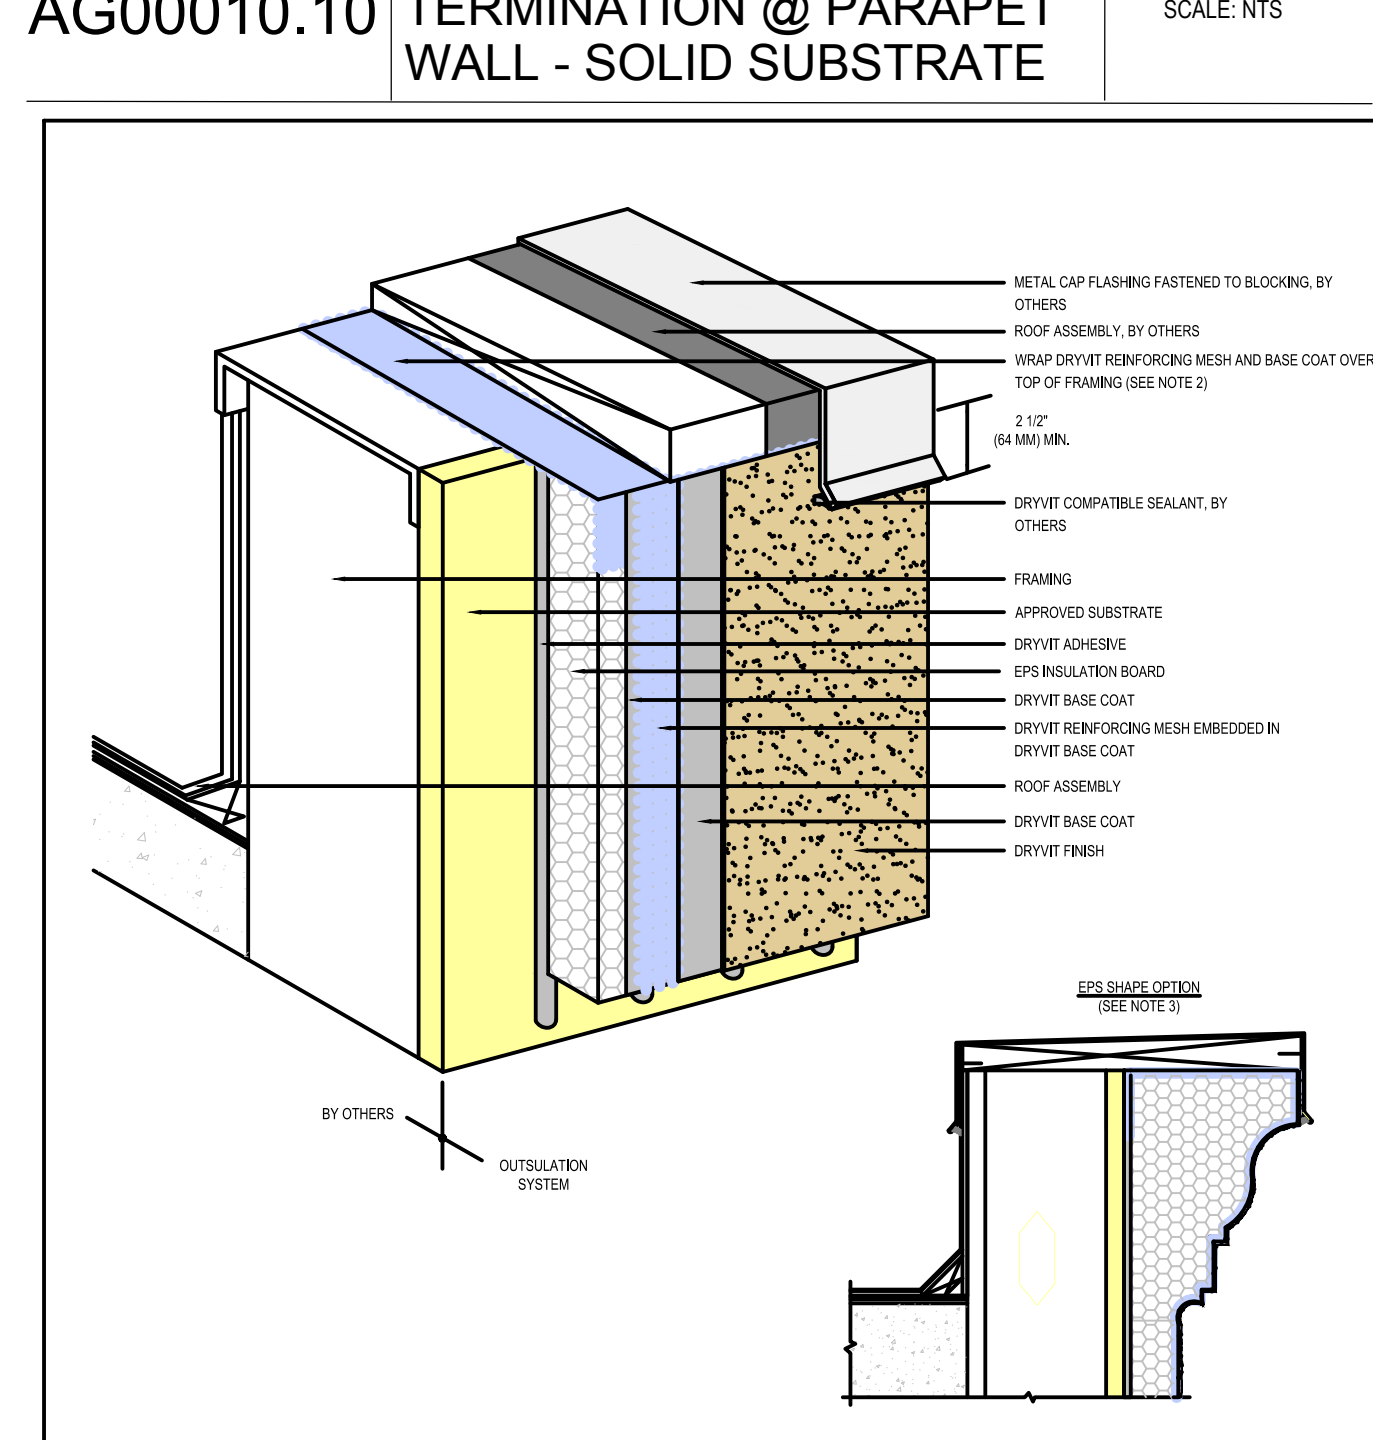 AG00010.10
TERMINATION @ PARAPET
WALL - SOLID SUBSTRATE
SCALE: NTS
METAL CAP FLASHING FASTENED TO BLOCKING, BY
OTHERS
ROOF ASSEMBLY, BY OTHERS
WRAP DRYVIT REINFORCING MESH AND BASE COAT OVER
TOP OF FRAMING (SEE NOTE 2)
2 1/2"
(64 MM) MIN.
DRYVIT COMPATIBLE SEALANT, BY
OTHERS
FRAMING
APPROVED SUBSTRATE
DRYVIT ADHESIVE
EPS INSULATION BOARD
DRYVIT BASE COAT
DRYVIT REINFORCING MESH EMBEDDED IN
DRYVIT BASE COAT
ROOF ASSEMBLY
DRYVIT BASE COAT
DRYVIT FINISH
EPS SHAPE OPTION
(SEE NOTE 3)
BY OTHERS
OUTSULATION
SYSTEM